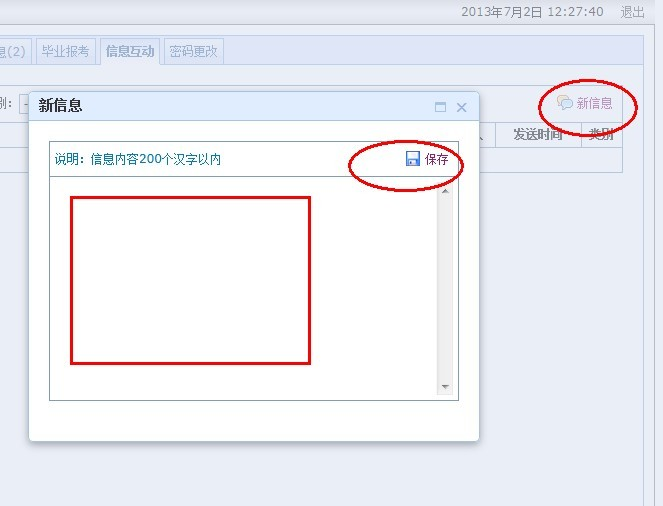 2013年7月2日 12:27:40 退出
息(2) 毕业报考 信息互动 密码更改
新信息
新信息
发送时间 类别
说明：信息内容200个汉字以内 保存